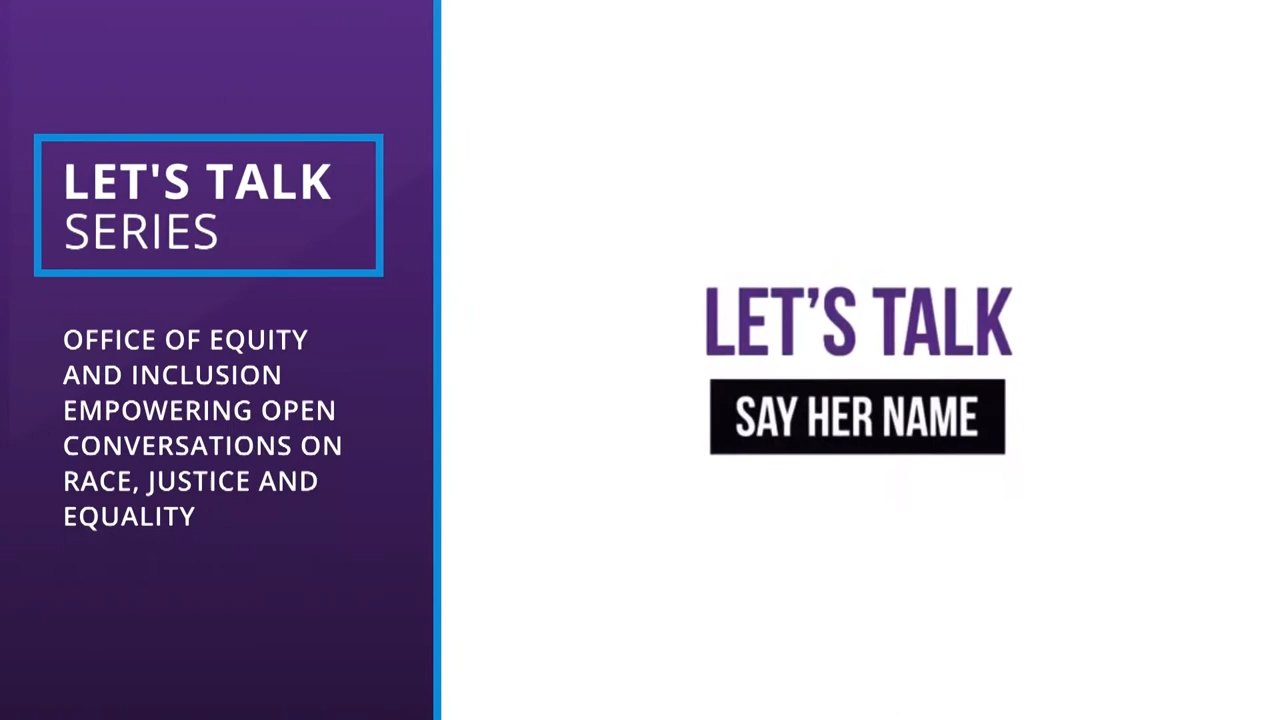 LET'S TALK
SERIES
OFFICE OF EQUITY
AND INCLUSION
EMPOWERING OPEN
CONVERSATIONS ON
RACE, JUSTICE AND
EQUALITY
LET’S TALK
SAY HER NAME